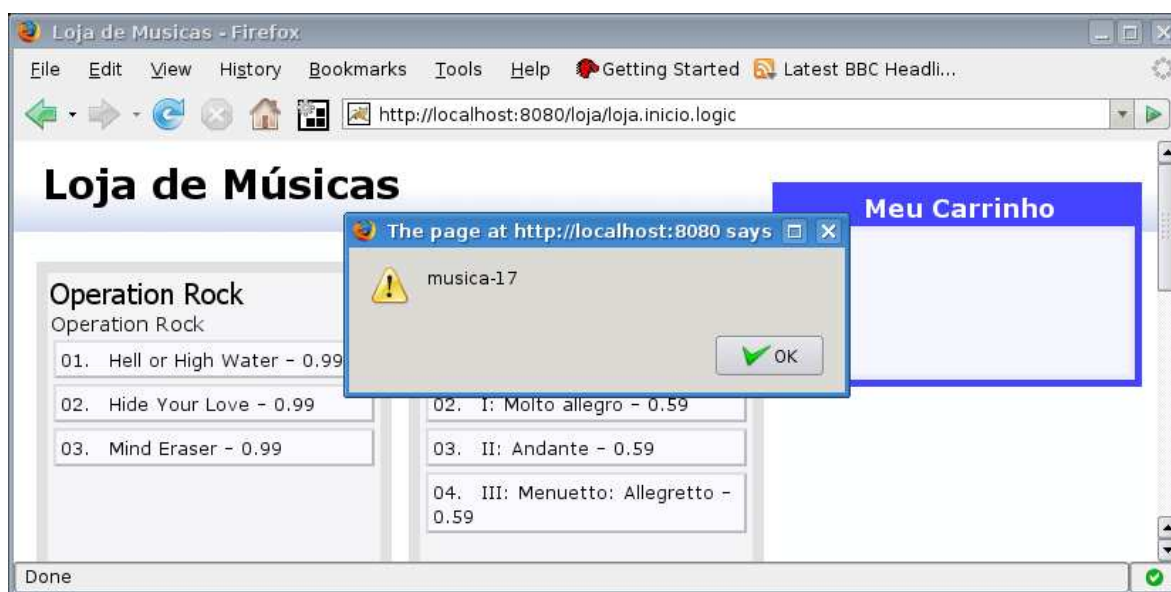 Loja de Musicas - Firefox
File Edit View History Bookmarks Tools Help Getting Started Latest BBC Headli...
http://localhost:8080/loja/loja.inicio.logic
Loja de Músicas
Meu Carrinho
The page at http://localhost:8080 says
musica-17
OK
Operation Rock
Operation Rock
01. Hell or High Water - 0.99
02. Hide Your Love - 0.99
03. Mind Eraser - 0.99
02. I: Molto allegro - 0.59
03. II: Andante - 0.59
04. III: Menuetto: Allegretto -
0.59
Done